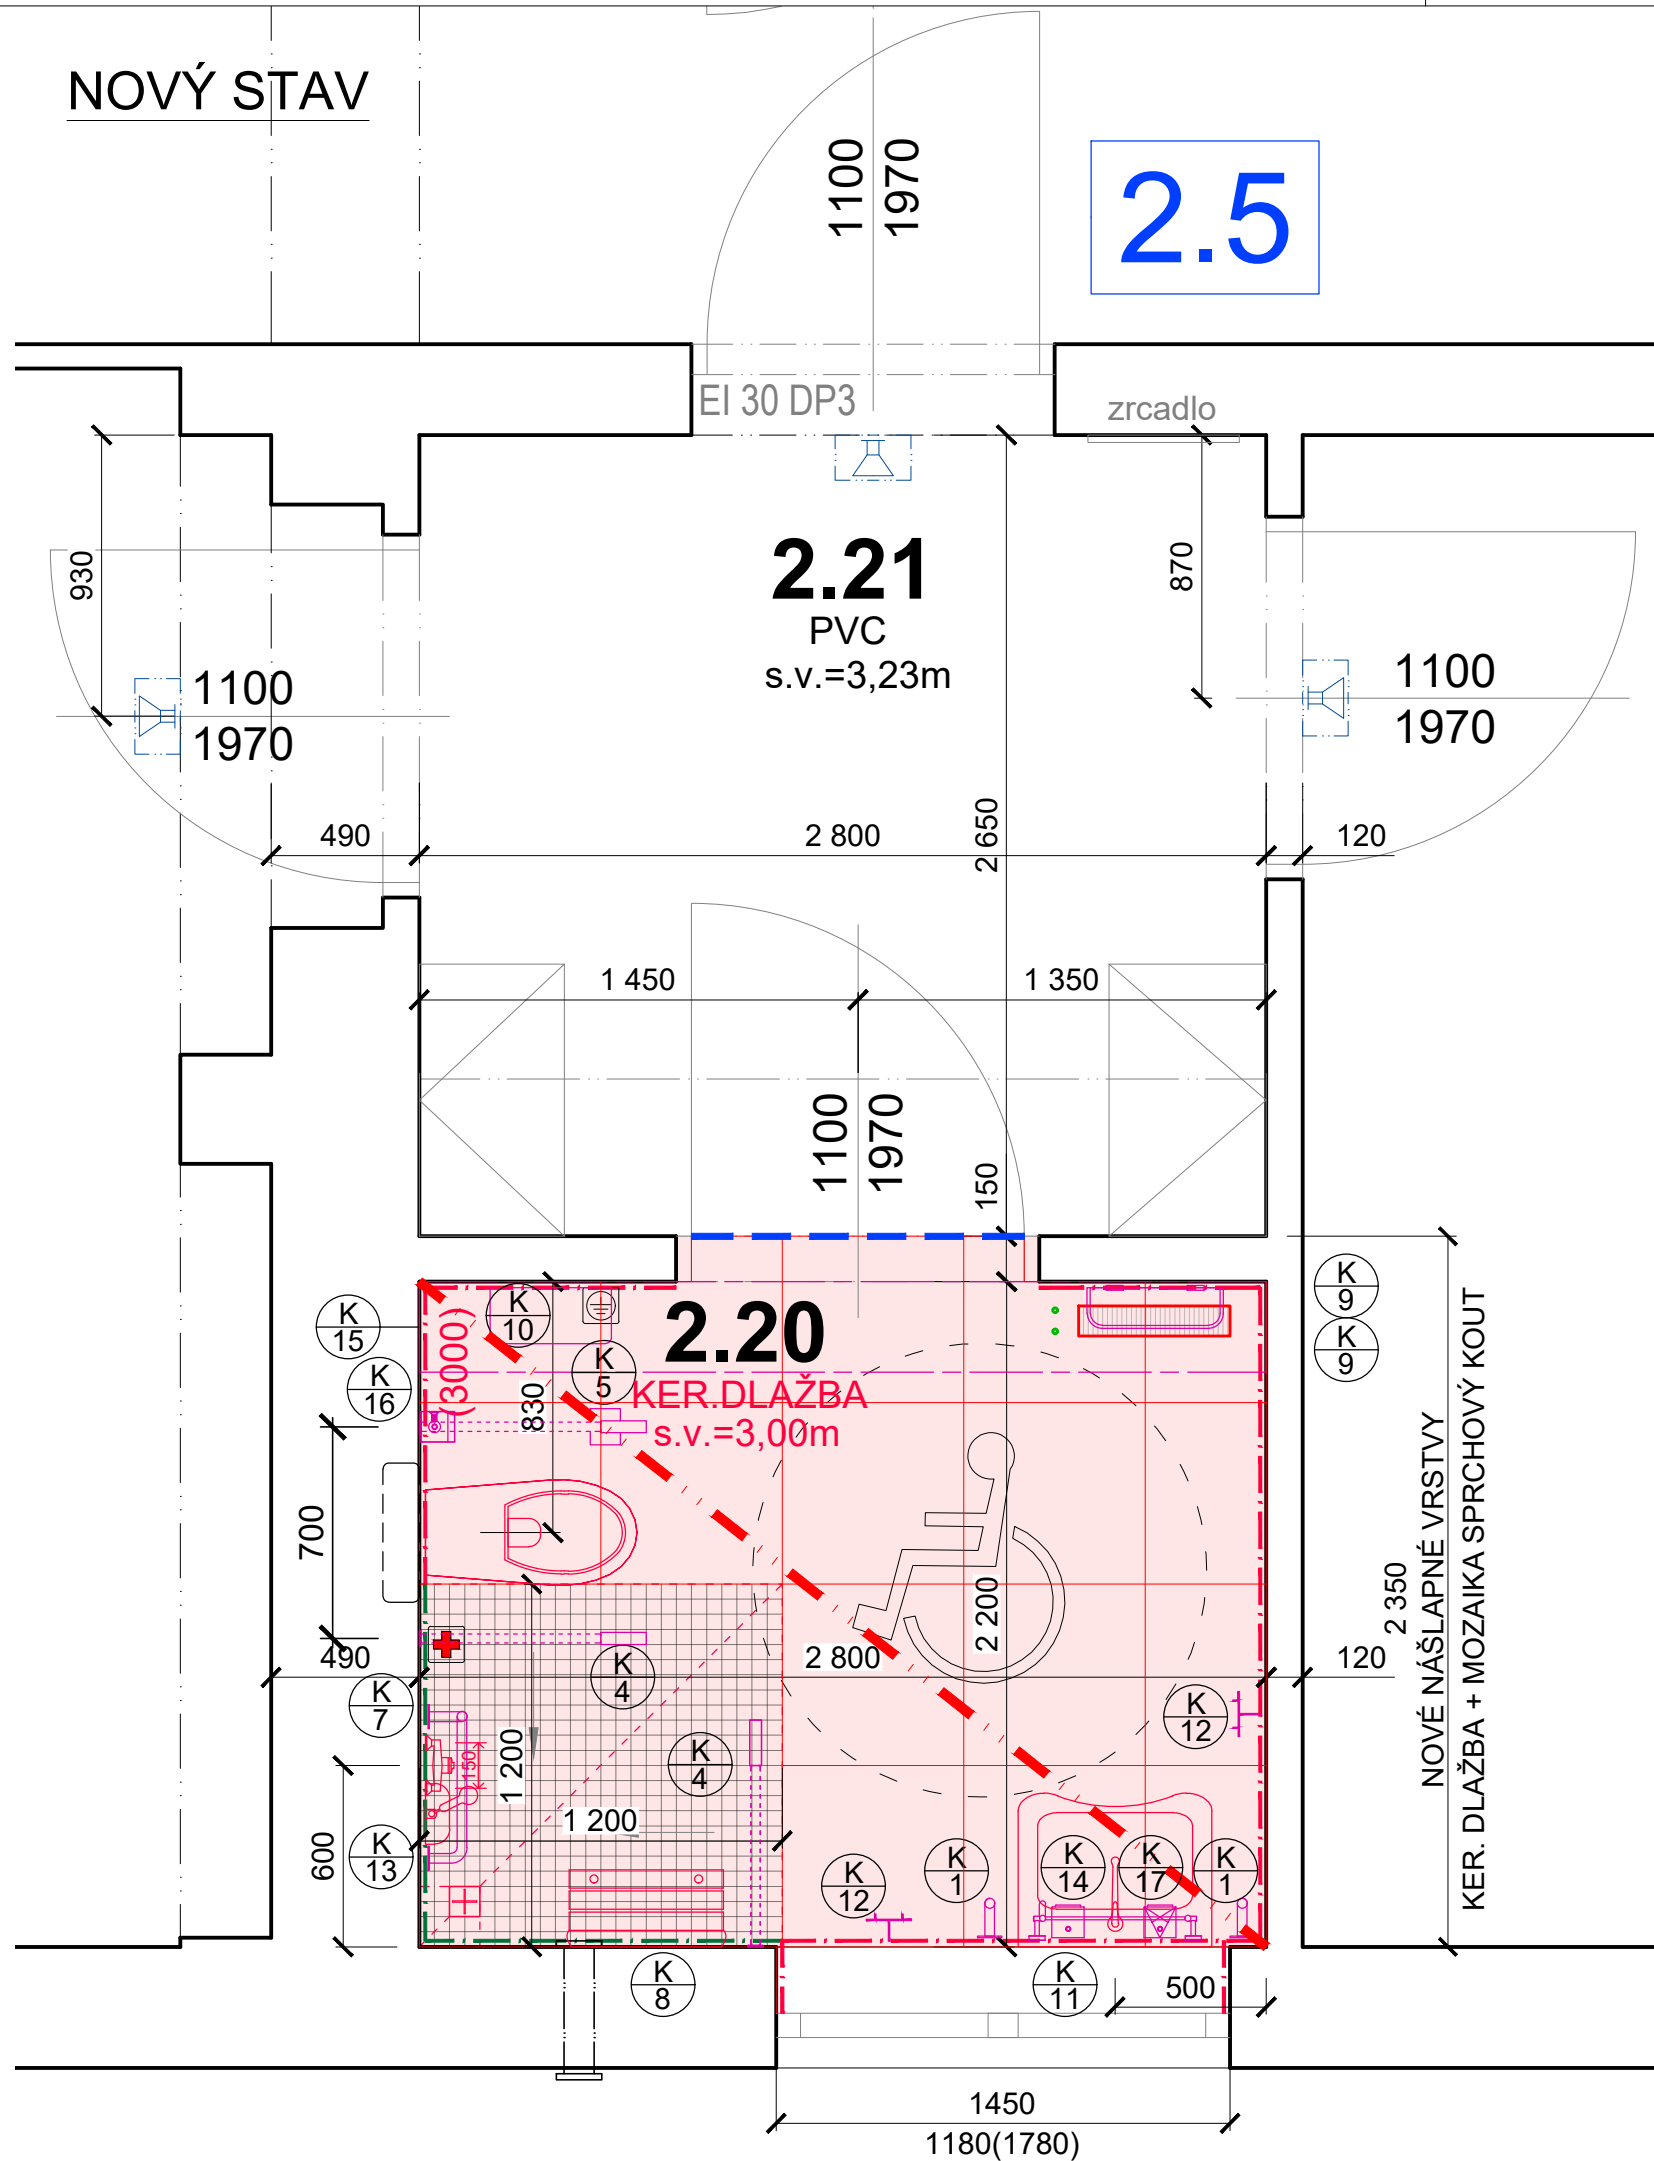 NOVÝ STAV
1100
1970
2.5
EI 30 DP3
zrcadlo
930
2.21
PVC
s.v.=3,23m
870
1100
1970
1100
1970
490
2 800
2 650
120
1 450
1 350
1100
1970
150
K
9
K
9
K
15
K
16
(3000)
K
10
K
5
830
2.20
KER.DLAŽBA
s.v.=3,00m
700
490
2 800
2 200
120
2 350
NOVÉ NÁŠLAPNÉ VRSTVY
KER. DLAŽBA + MOZAIKA SPRCHOVÝ KOUT
K
4
K
7
K
12
K
4
150
1 200
1 200
600
K
13
K
12
K
1
K
14
K
17
K
1
K
8
K
11
500
1450
1180(1780)